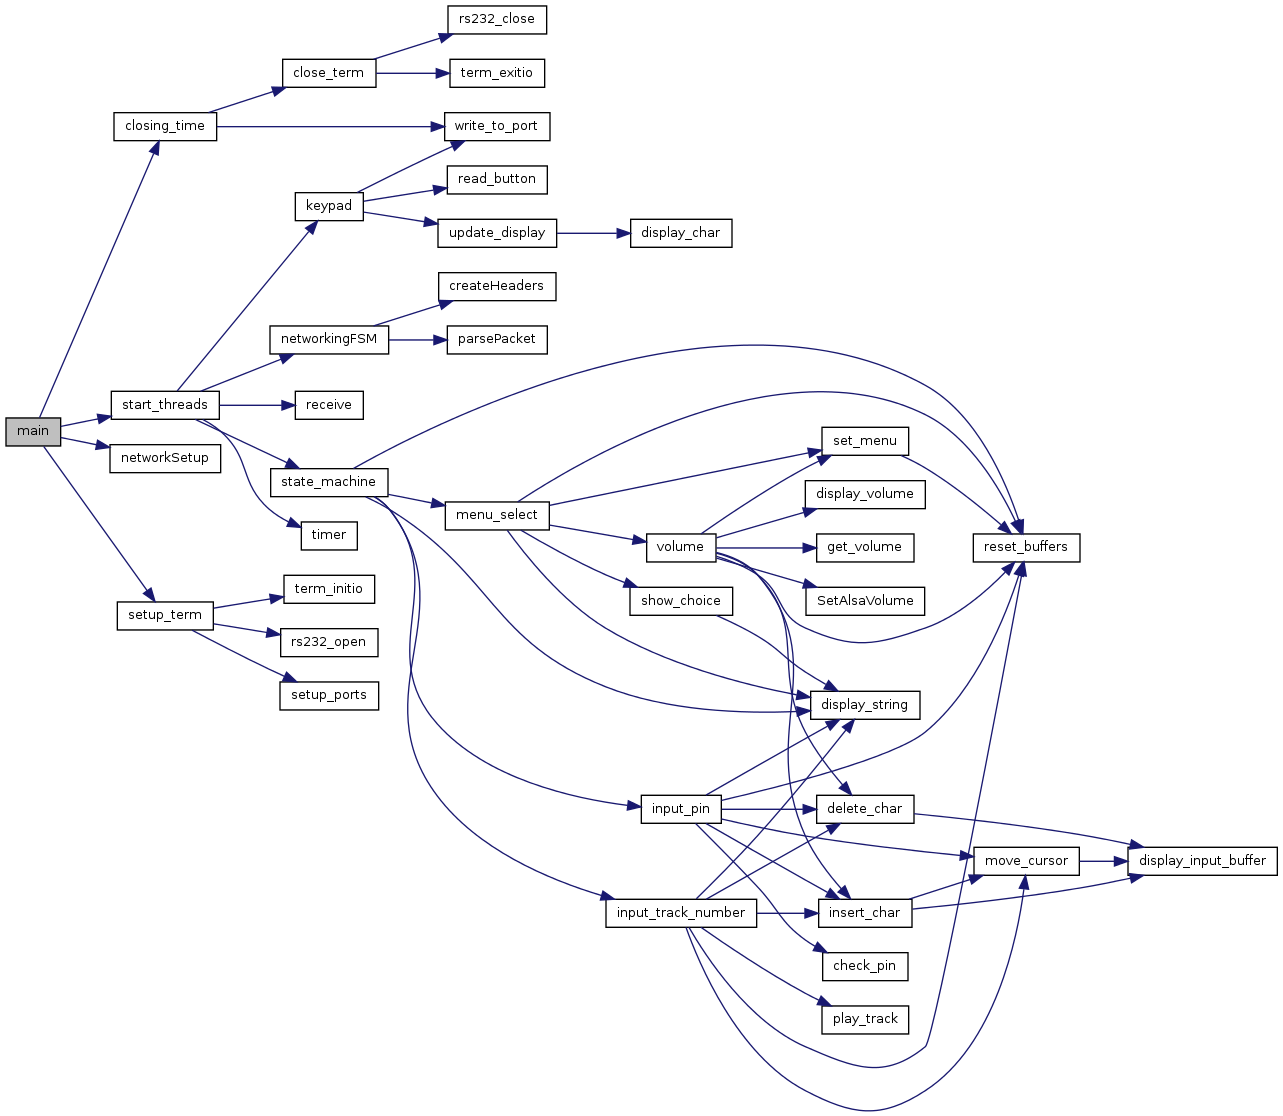 rs232_close
close_term
term_exitio
closing_time
write_to_port
read_button
keypad
update_display
display_char
createHeaders
networkingFSM
parsePacket
start_threads
receive
main
networkSetup
set_menu
state_machine
display_volume
menu_select
timer
volume
get_volume
reset_buffers
term_initio
show_choice
SetAlsaVolume
setup_term
rs232_open
setup_ports
display_string
input_pin
delete_char
move_cursor
display_input_buffer
input_track_number
insert_char
check_pin
play_track